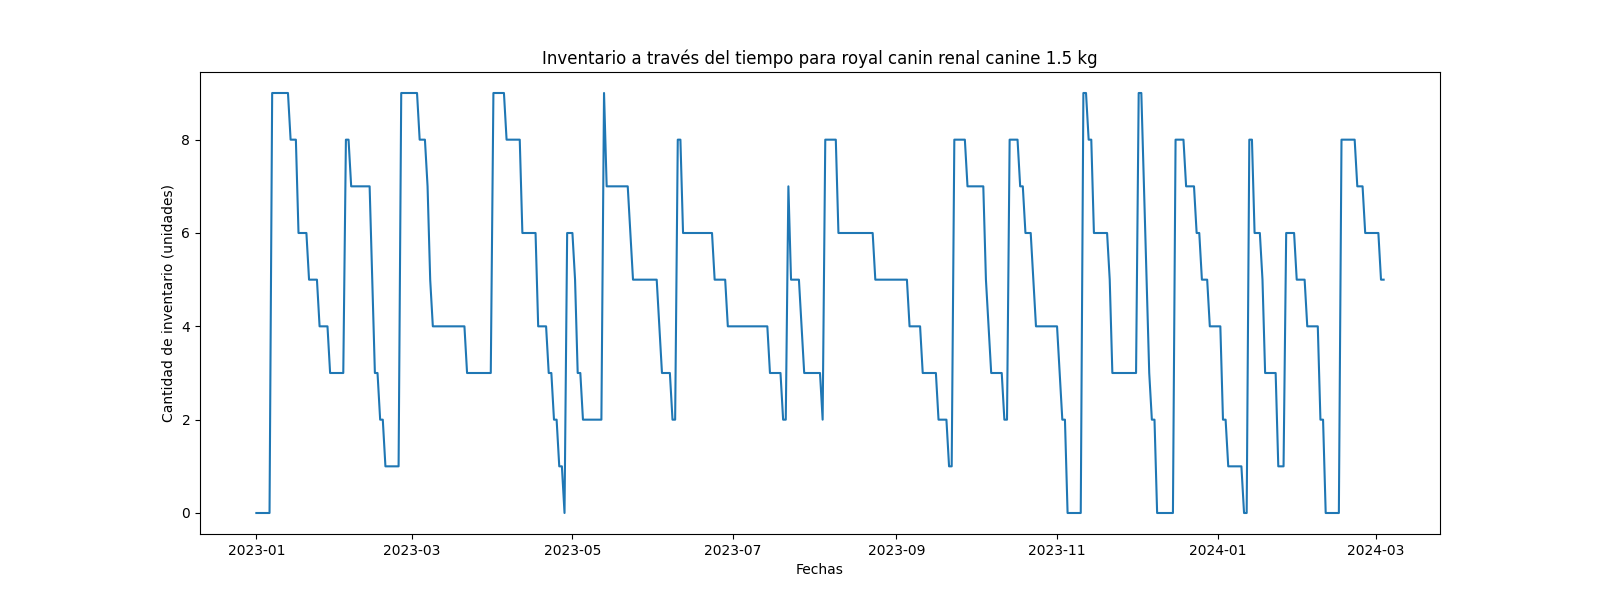 Inventario a través del tiempo para royal canin renal canine 1.5 kg
Cantidad de inventario (unidades)
8
6
4
2
0
2023-01 2023-03 2023-05 2023-07 2023-09 2023-11 2024-01 2024-03
Fechas